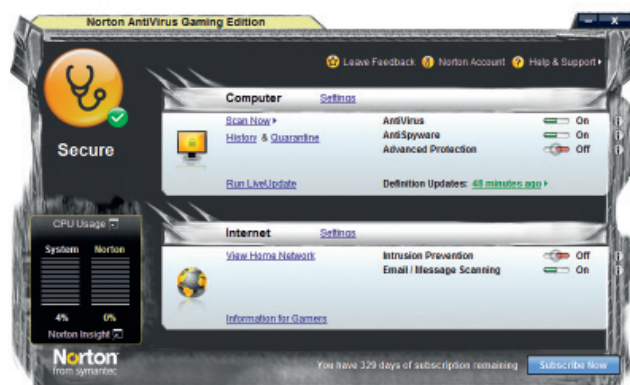 Norton AntiVirus Gaming Edition
Leave Feedback Norton Account ? Help & Support
Secure
Computer Settings
Scan Now AntiVirus On
History & Quarantine AntiSpyware On
Advanced Protection Off
Run LiveUpdate Definition Updates: 48 minutes ago
CPU Usage
System Norton
4% 0%
Norton Insight
Internet Settings
View Home Network Intrusion Prevention Off
Email / Message Scanning On
Information for Gamers
Norton
from symantec
You have 329 days of subscription remaining Subscribe Now